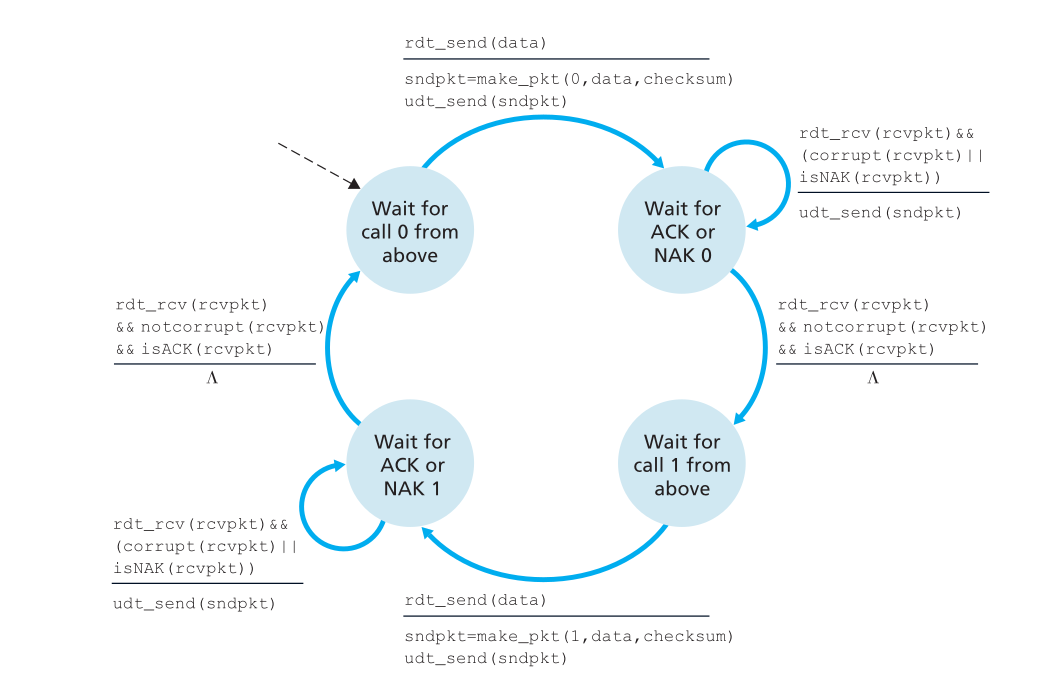 rdt_send(data)
sndpkt=make_pkt(0,data,checksum)
udt_send(sndpkt)
rdt_rcv(rcvpkt)&&
(corrupt(rcvpkt)||
isNAK(rcvpkt))
udt_send(sndpkt)
Wait for
call 0 from
above
Wait for
ACK or
NAK 0
rdt_rcv(rcvpkt)
&& notcorrupt(rcvpkt)
&& isACK(rcvpkt)
Λ
rdt_rcv(rcvpkt)
&& notcorrupt(rcvpkt)
&& isACK(rcvpkt)
Λ
Wait for
ACK or
NAK 1
Wait for
call 1 from
above
rdt_rcv(rcvpkt)&&
(corrupt(rcvpkt)||
isNAK(rcvpkt))
udt_send(sndpkt)
rdt_send(data)
sndpkt=make_pkt(1,data,checksum)
udt_send(sndpkt)